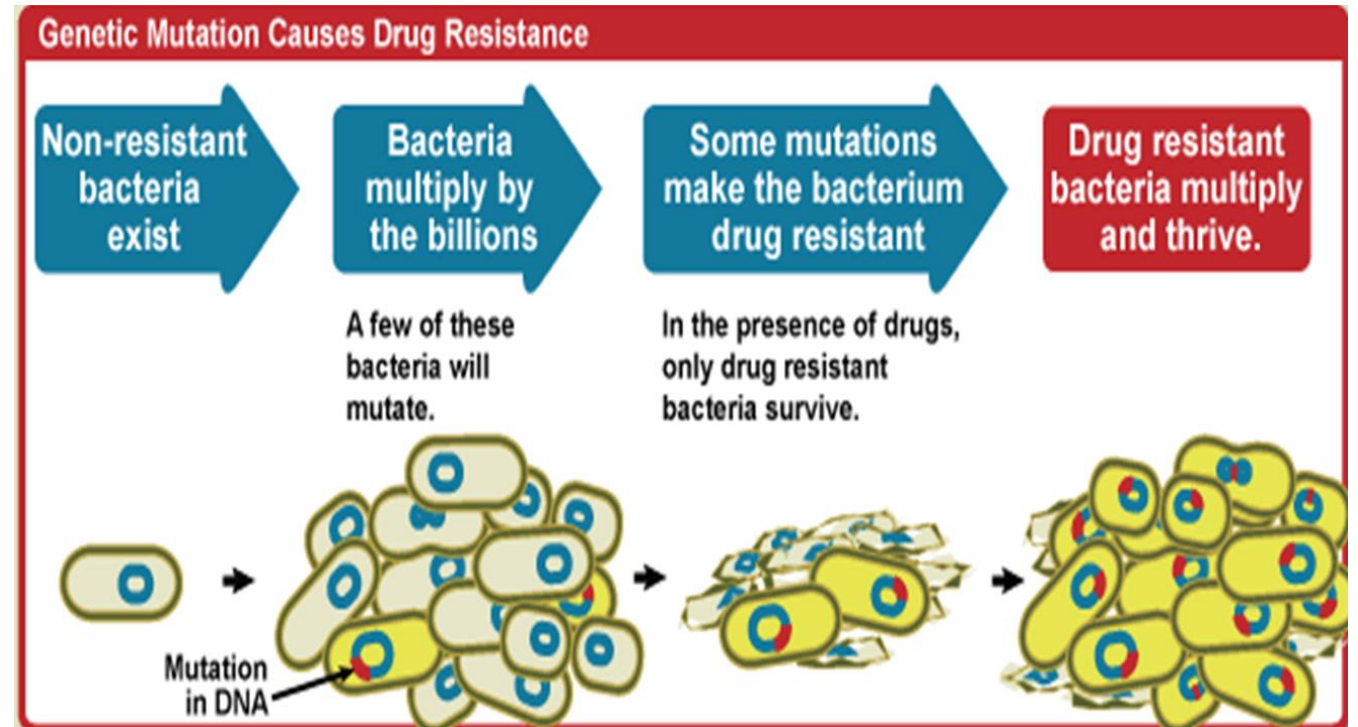 Genetic Mutation Causes Drug Resistance
Non-resistant
bacteria
exist
Bacteria
multiply by
the billions
Some mutations
make the bacterium
drug resistant
Drug resistant
bacteria multiply
and thrive.
A few of these
bacteria will
mutate.
In the presence of drugs,
only drug resistant
bacteria survive.
Mutation
in DNA